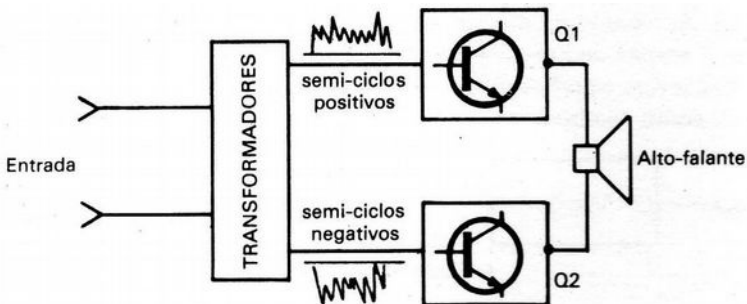 Entrada
TRANSFORMADORES
semi-ciclos
positivos
Q1
Alto-falante
semi-ciclos
negativos
Q2